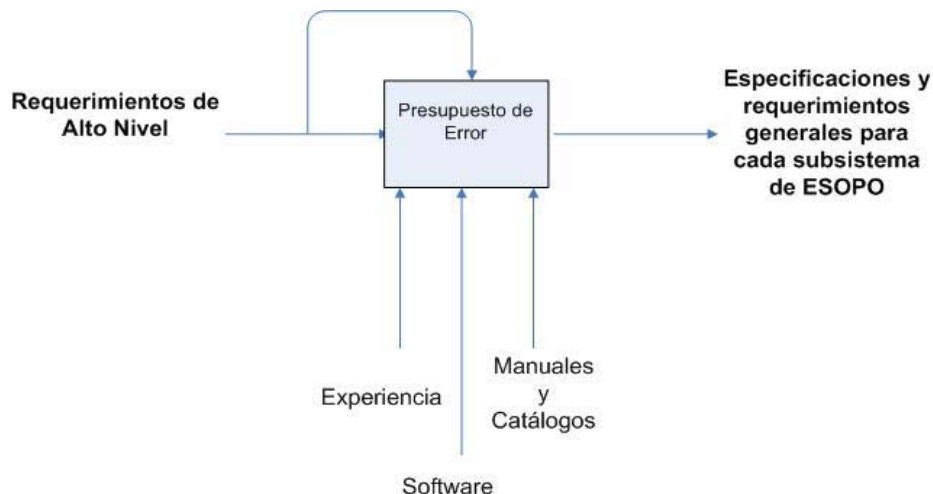 Requerimientos de
Alto Nivel
Presupuesto de
Error
Especificaciones y
requerimientos
generales para
cada subsistema
de ESOPO
Experiencia
Manuales
y
Catálogos
Software